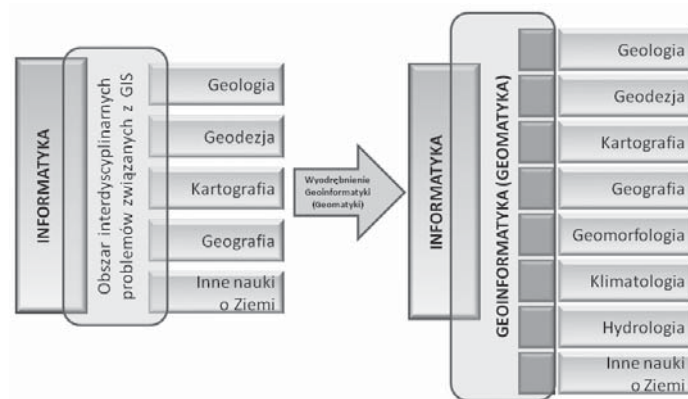 INFORMATYKA
Obszar interdyscyplinarnych
problemów związanych z GIS
Geologia
Geodezja
Kartografia
Geografia
Inne nauki
o Ziemi
Wyodrębnienie
Geoinformatyki
(Geomatyki)
INFORMATYKA
GEOINFORMATYKA (GEOMATYKA)
Geologia
Geodezja
Kartografia
Geografia
Geomorfologia
Klimatologia
Hydrologia
Inne nauki
o Ziemi